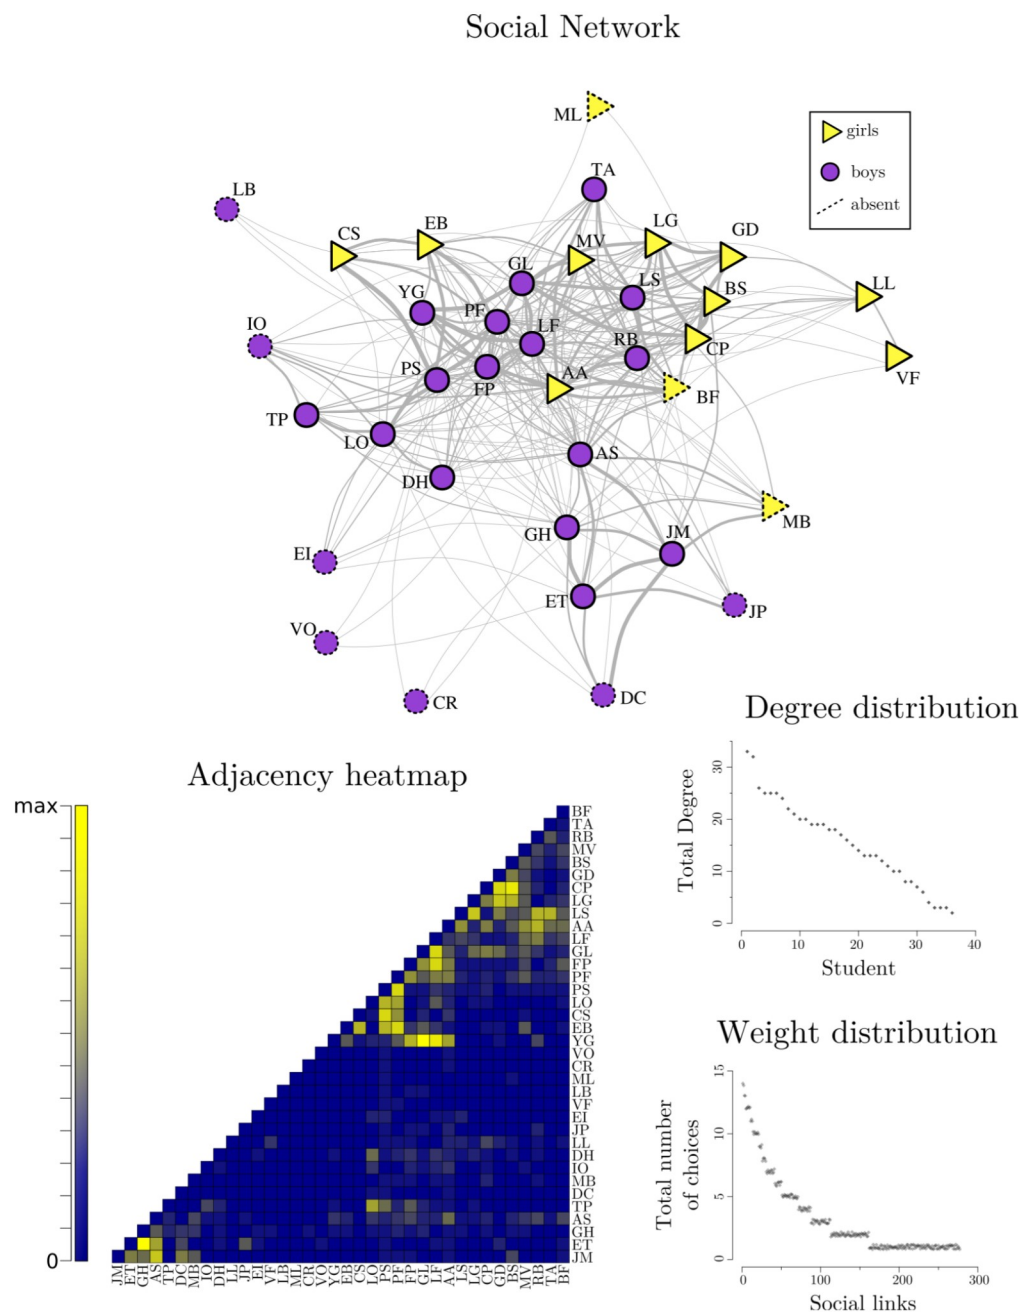 Social Network
ML
girls
boys
absent
TA
LB
CS
EB
MV
LG
GD
GL
LS
BS
LL
YG
PF
LF
RB
CP
IO
PS
FP
AA
BF
VF
TP
LO
AS
DH
GH
JM
MB
EI
ET
JP
VO
CR
DC
Degree distribution
Total Degree
0
10
20
30
0
10
20
30
40
Student
Adjacency heatmap
max
0
BF
TA
RB
MV
BS
GD
CP
LG
LS
AA
LF
GL
FP
PF
PS
LO
CS
EB
YG
VO
CR
ML
LB
VF
EI
JP
LL
DH
IO
MB
DC
TP
AS
GH
ET
JM
JM
ET
GH
AS
TP
DC
MB
IO
DH
LL
JP
EI
VF
LB
ML
CR
VO
YG
EB
CS
LO
PS
PF
FP
GL
LF
AA
LS
LG
CP
GD
BS
MV
RB
TA
BF
Weight distribution
Total number
of choices
0
5
10
15
0
100
200
300
Social links